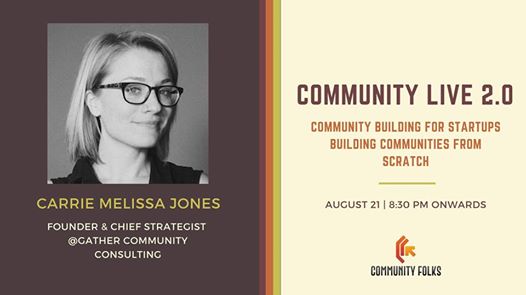 CARRIE MELISSA JONES
FOUNDER & CHIEF STRATEGIST
@GATHER COMMUNITY
CONSULTING
COMMUNITY LIVE 2.0
COMMUNITY BUILDING FOR STARTUPS
BUILDING COMMUNITIES FROM
SCRATCH
AUGUST 21 | 8:30 PM ONWARDS
COMMUNITY FOLKS